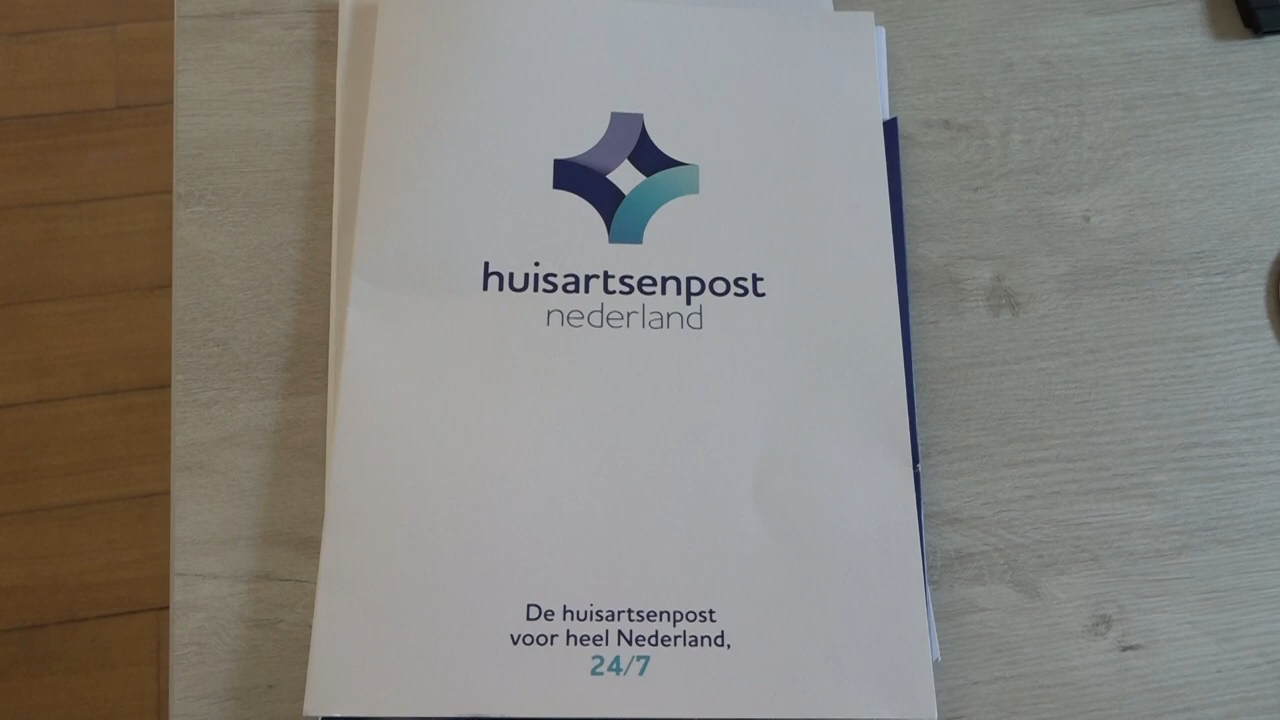 huisartsenpost
nederland
De huisartsenpost
voor heel Nederland,
24/7